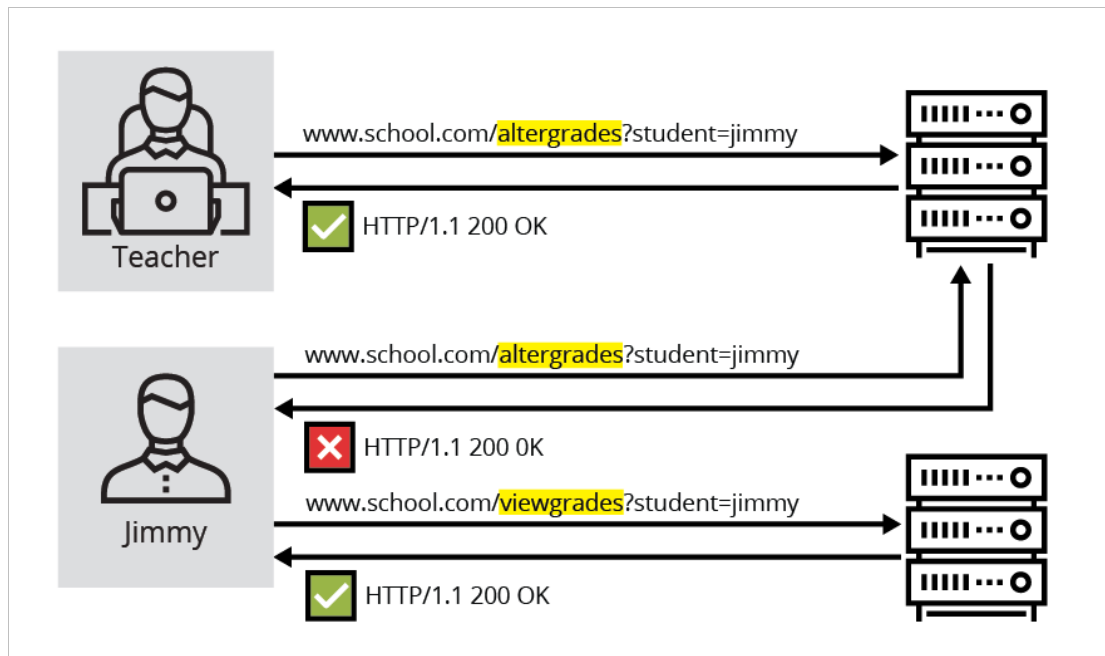 www.school.com/altergrades?student=jimmy
HTTP/1.1 200 OK
Teacher
www.school.com/altergrades?student=jimmy
HTTP/1.1 200 0K
www.school.com/viewgrades?student=jimmy
Jimmy
HTTP/1.1 200 OK